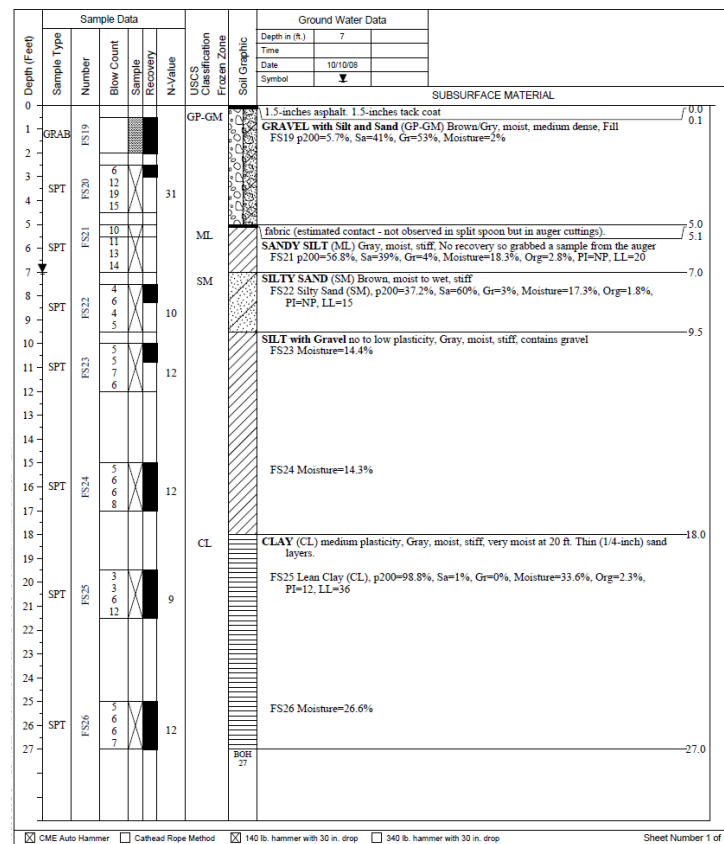 Sample Data
Ground Water Data
Depth (Feet)
Sample Type
Number
Blow Count
Sample
Recovery
N-Value
USCS
Classification
Frozen Zone
Soil Graphic
Depth in (ft.) 7
Time
Date 10/10/08
Symbol
SUBSURFACE MATERIAL
0 GP-GM 1.5-inches asphalt. 1.5-inches tack coat 0.0
0.1
1 GRAB FS19 GRAVEL with Silt and Sand (GP-GM) Brown/Gry, moist, medium dense, Fill
FS19 p200=5.7%, Sa=41%, Gr=53%, Moisture=2%
2
3 6
SPT FS20 12 31
4 19
15
5 5.0
10 fabric (estimated contact - not observed in split spoon but in auger cuttings). 5.1
6 SPT FS21 11 ML SANDY SILT (ML) Gray, moist, stiff, No recovery so grabbed a sample from the auger
13 FS21 p200=56.8%, Sa=39%, Gr=4%, Moisture=18.3%, Org=2.8%, PI=NP, LL=20
14
7 7.0
SM SILTY SAND (SM) Brown, moist to wet, stiff
8 4 FS22 Silty Sand (SM), p200=37.2%, Sa=60%, Gr=3%, Moisture=17.3%, Org=1.8%,
SPT FS22 6 10 PI=NP, LL=15
9 4
5
9.5
10 SILT with Gravel no to low plasticity, Gray, moist, stiff, contains gravel
5 FS23 Moisture=14.4%
11 SPT FS23 5 12
7
12 6
13
14
15 5 FS24 Moisture=14.3%
16 SPT FS24 6 12
6
17 8
18 18.0
CL CLAY (CL) medium plasticity, Gray, moist, stiff, very moist at 20 ft. Thin (1/4-inch) sand
19 layers.
20 3 FS25 Lean Clay (CL), p200=98.8%, Sa=1%, Gr=0%, Moisture=33.6%, Org=2.3%,
SPT FS25 3 9 PI=12, LL=36
21 6
12
22
23
24
25 5 FS26 Moisture=26.6%
26 SPT FS26 6 12
6
27 7 27.0
BOH
27
CME Auto Hammer Cathead Rope Method 140 lb. hammer with 30 in. drop 340 lb. hammer with 30 in. drop Sheet Number 1 of